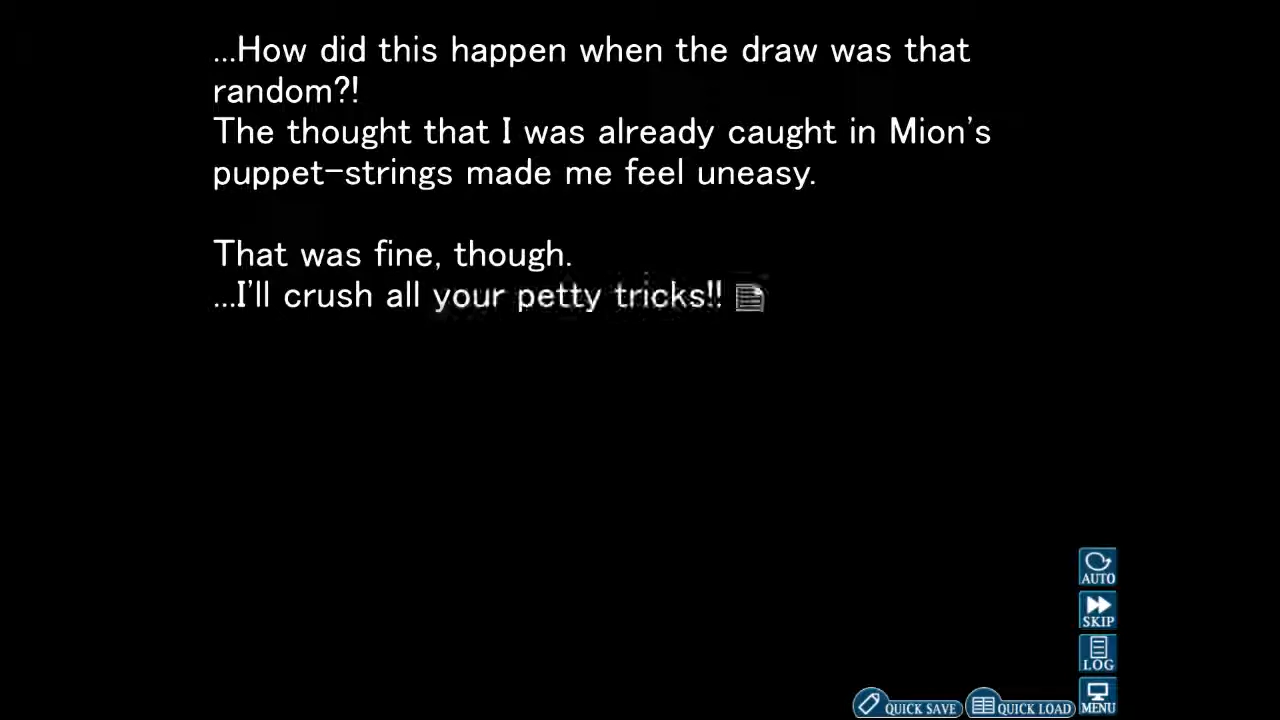 ...How did this happen when the draw was that
random?!
The thought that I was already caught in Mion's
puppet-strings made me feel uneasy.
That was fine, though.
...I'll crush all your petty tricks!!
AUTO
SKIP
LOG
MENU
QUICK SAVE
QUICK LOAD